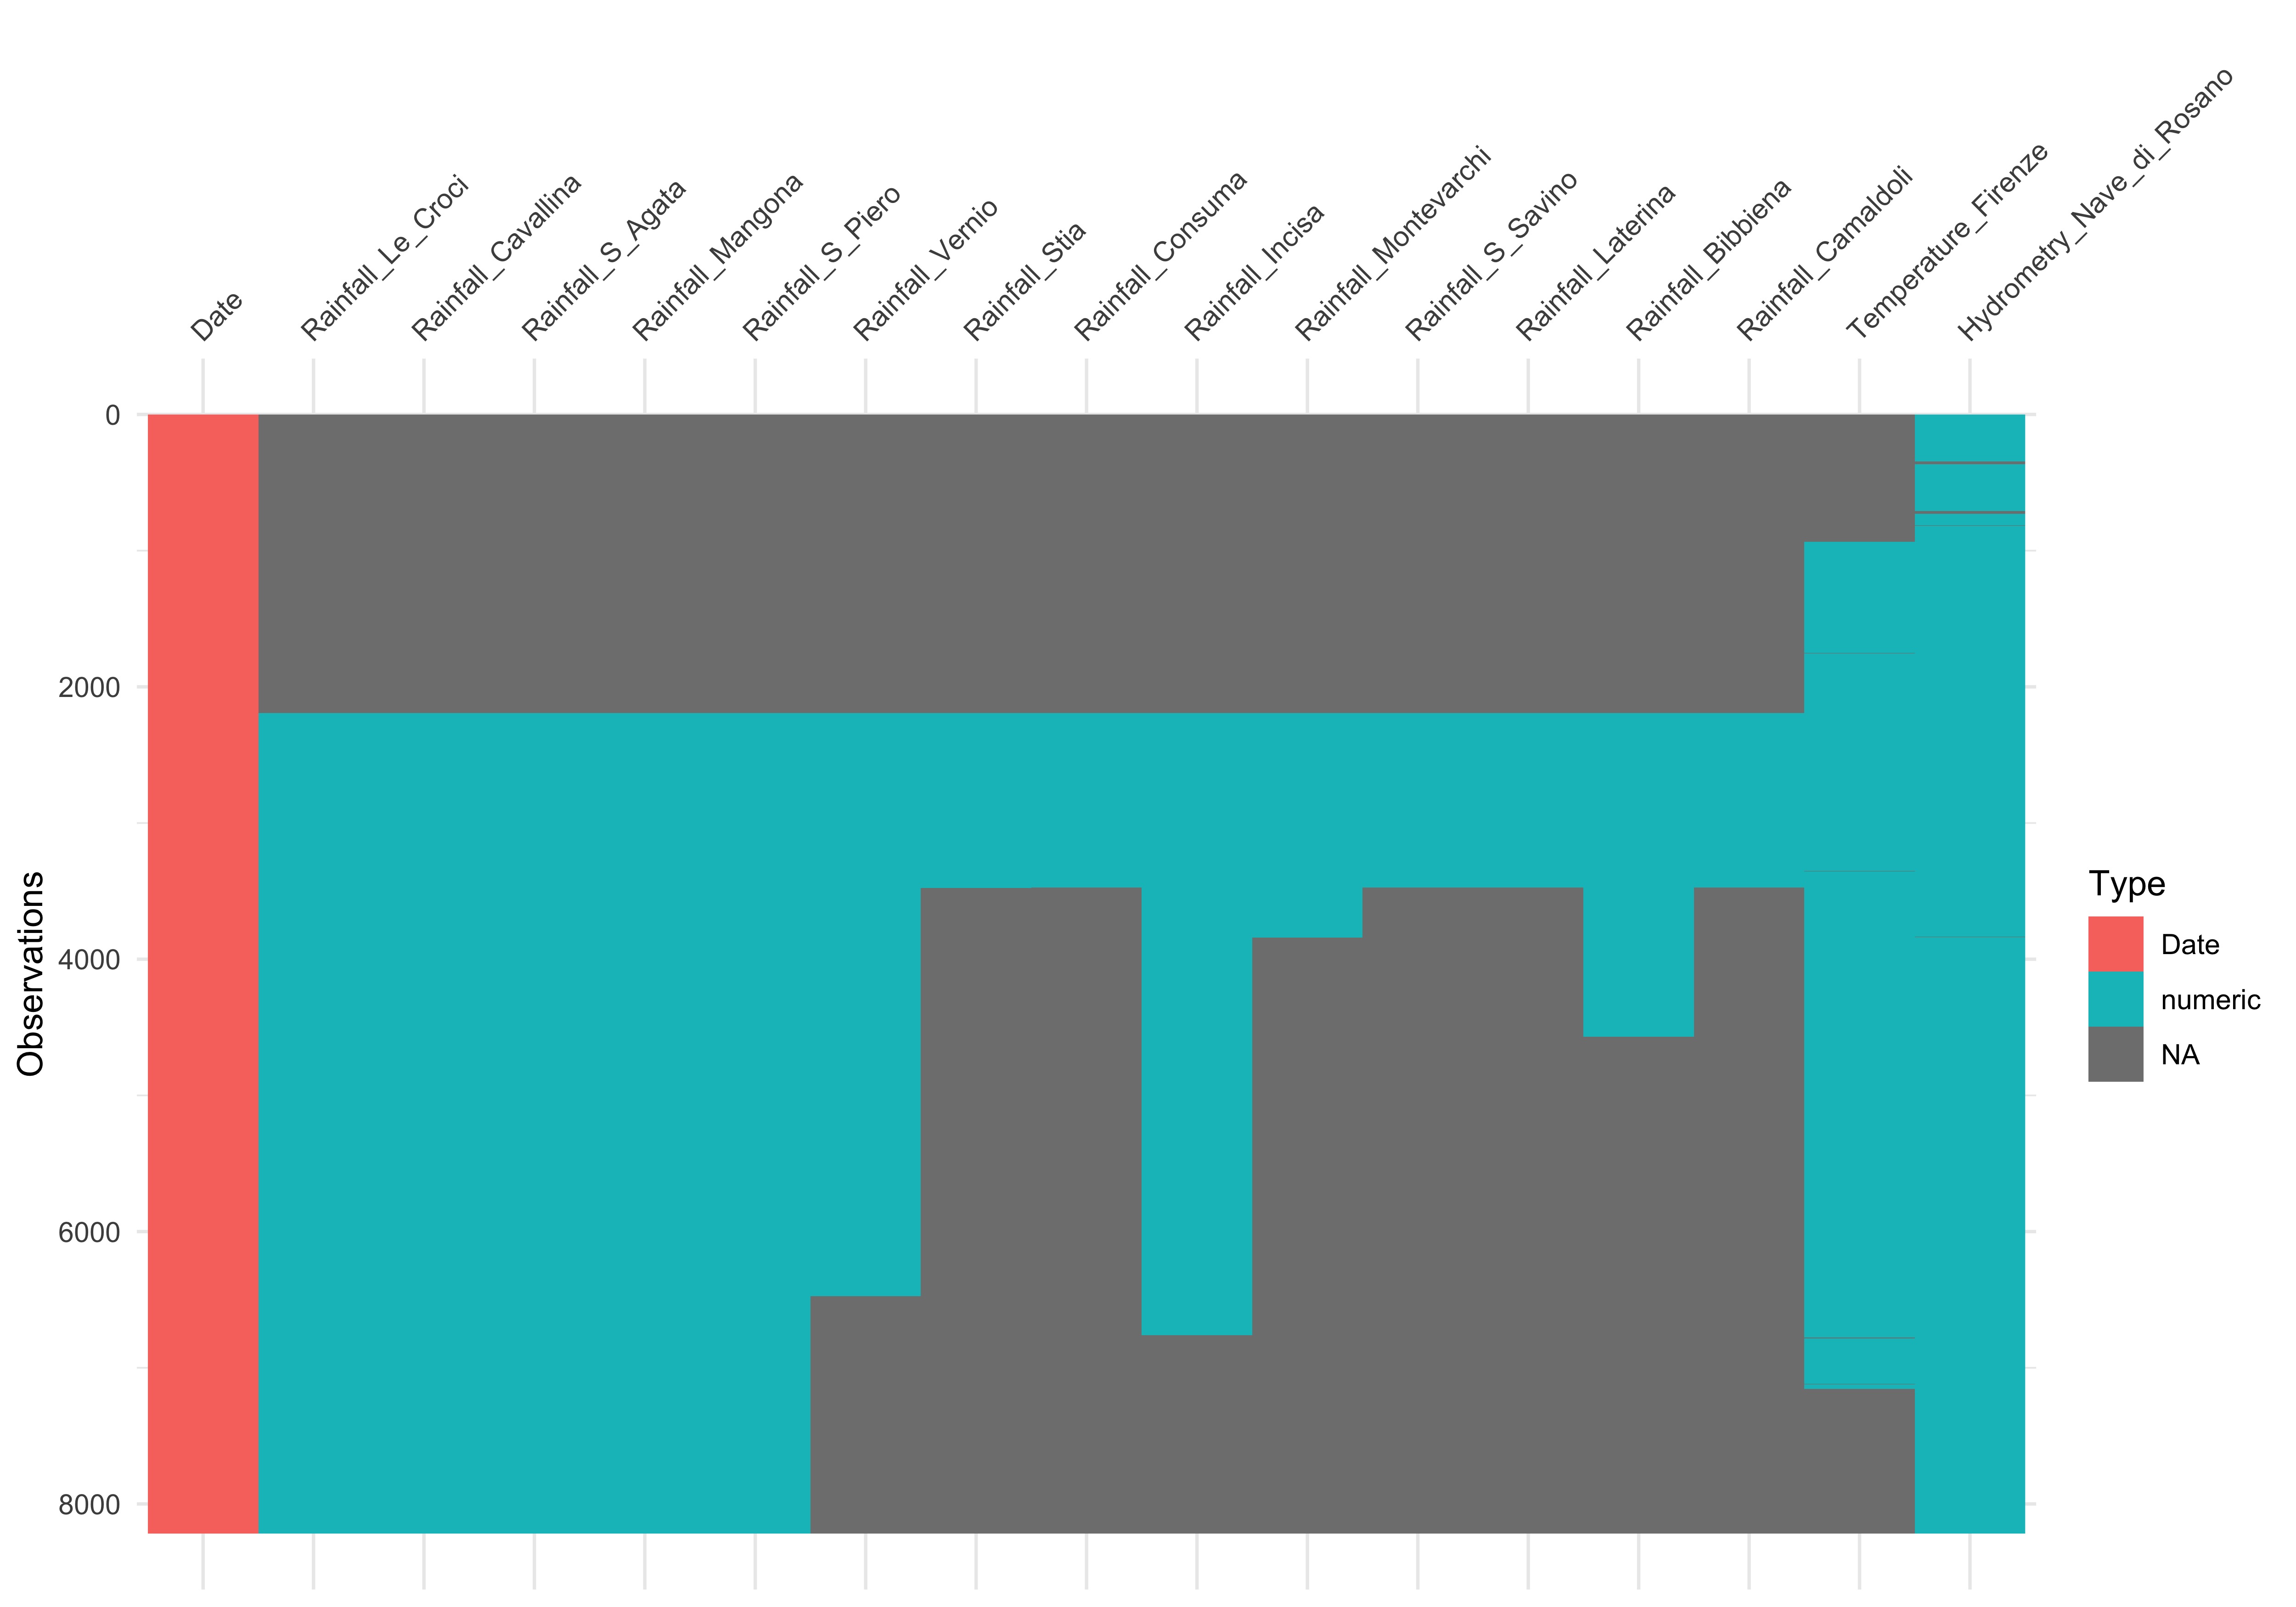 Date
Rainfall_Le_Croci
Rainfall_Cavallina
Rainfall_S_Agata
Rainfall_Mangona
Rainfall_S_Piero
Rainfall_Vernio
Rainfall_Stia
Rainfall_Consuma
Rainfall_Incisa
Rainfall_Montevarchi
Rainfall_S_Savino
Rainfall_Laterina
Rainfall_Bibbiena
Rainfall_Camaldoli
Temperature_Firenze
Hydrometry_Nave_di_Rosano
0
2000
4000
6000
8000
Observations
Type
Date
numeric
NA